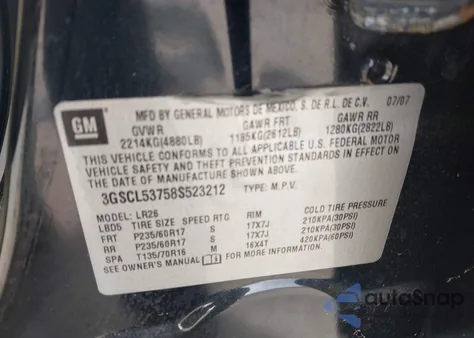 GM
MFD BY GENERAL MOTORS DE MEXICO, S. DE R.L. DE C.V. 07/07
GVWR GAWR FRT GAWR RR
2214KG(4880LB) 1185KG(2612LB) 1280KG(2822LB)
THIS VEHICLE CONFORMS TO ALL APPLICABLE U.S. FEDERAL MOTOR
VEHICLE SAFETY AND THEFT PREVENTION STANDARDS IN
EFFECT ON THE DATE OF MANUFACTURE SHOWN ABOVE.
3GSCL53758S523212 TYPE: M.P.V.
MODEL: LR26
LBD5 TIRE SIZE SPEED RTG RIM COLD TIRE PRESSURE
FRT P235/60R17 S 17X7J 210KPA(30PSI)
RR P235/60R17 S 17X7J 210KPA(30PSI)
SPA T135/70R16 M 16X4T 420KPA(60PSI)
SEE OWNER'S MANUAL FOR ADDITIONAL INFORMATION.
autoSnap